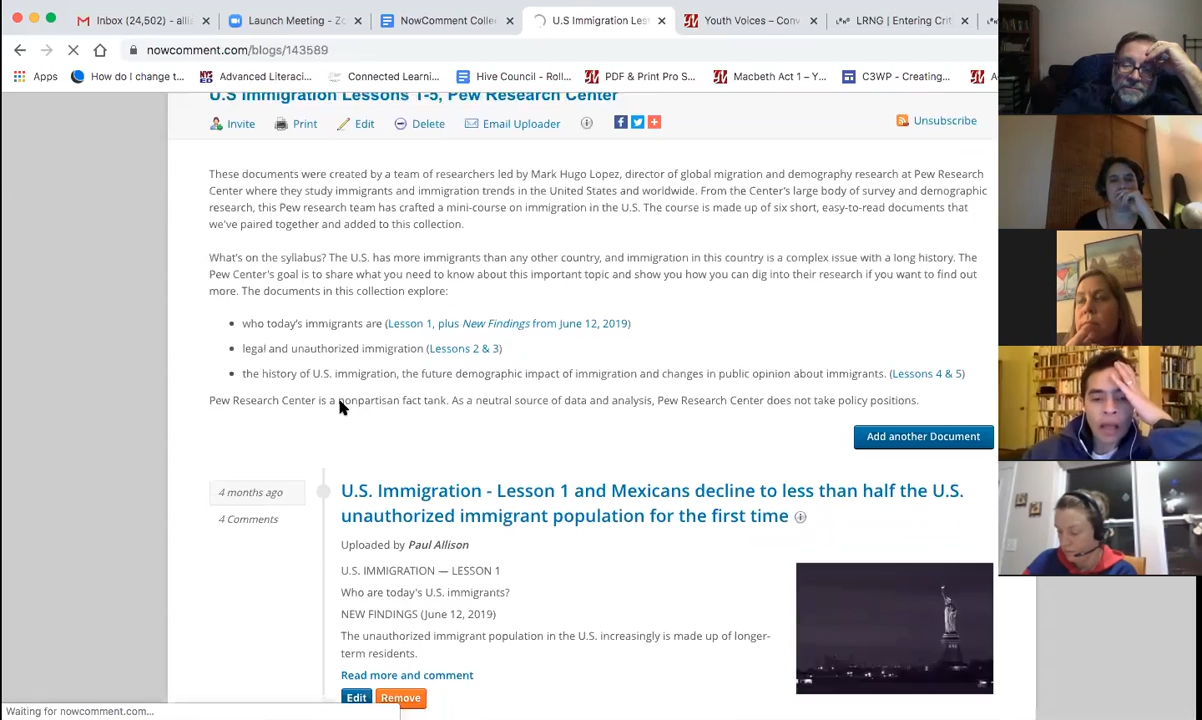 Inbox (24,502) - alli
Launch Meeting - Zo
NowComment Colle
U.S Immigration Les
Youth Voices – Conv
LRNG | Entering Crit
nowcomment.com/blogs/143589
Apps
How do I change t...
Advanced Literaci...
Connected Learni...
Hive Council - Roll...
PDF & Print Pro S...
Macbeth Act 1 – Y...
C3WP - Creating...
U.S Immigration Lessons 1-5, Pew Research Center
Invite
Print
Edit
Delete
Email Uploader
Unsubscribe
These documents were created by a team of researchers led by Mark Hugo Lopez, director of global migration and demography research at Pew Research
Center where they study immigrants and immigration trends in the United States and worldwide. From the Center's large body of survey and demographic
research, this Pew research team has crafted a mini-course on immigration in the U.S. The course is made up of six short, easy-to-read documents that
we've paired together and added to this collection.
What's on the syllabus? The U.S. has more immigrants than any other country, and immigration in this country is a complex issue with a long history. The
Pew Center's goal is to share what you need to know about this important topic and show you how you can dig into their research if you want to find out
more. The documents in this collection explore:
• who today's immigrants are (Lesson 1, plus New Findings from June 12, 2019)
• legal and unauthorized immigration (Lessons 2 & 3)
• the history of U.S. immigration, the future demographic impact of immigration and changes in public opinion about immigrants. (Lessons 4 & 5)
Pew Research Center is a nonpartisan fact tank. As a neutral source of data and analysis, Pew Research Center does not take policy positions.
Add another Document
4 months ago
4 Comments
U.S. Immigration - Lesson 1 and Mexicans decline to less than half the U.S.
unauthorized immigrant population for the first time
Uploaded by Paul Allison
U.S. IMMIGRATION — LESSON 1
Who are today's U.S. immigrants?
NEW FINDINGS (June 12, 2019)
The unauthorized immigrant population in the U.S. increasingly is made up of longer-
term residents.
Read more and comment
Edit
Remove
Waiting for nowcomment.com...